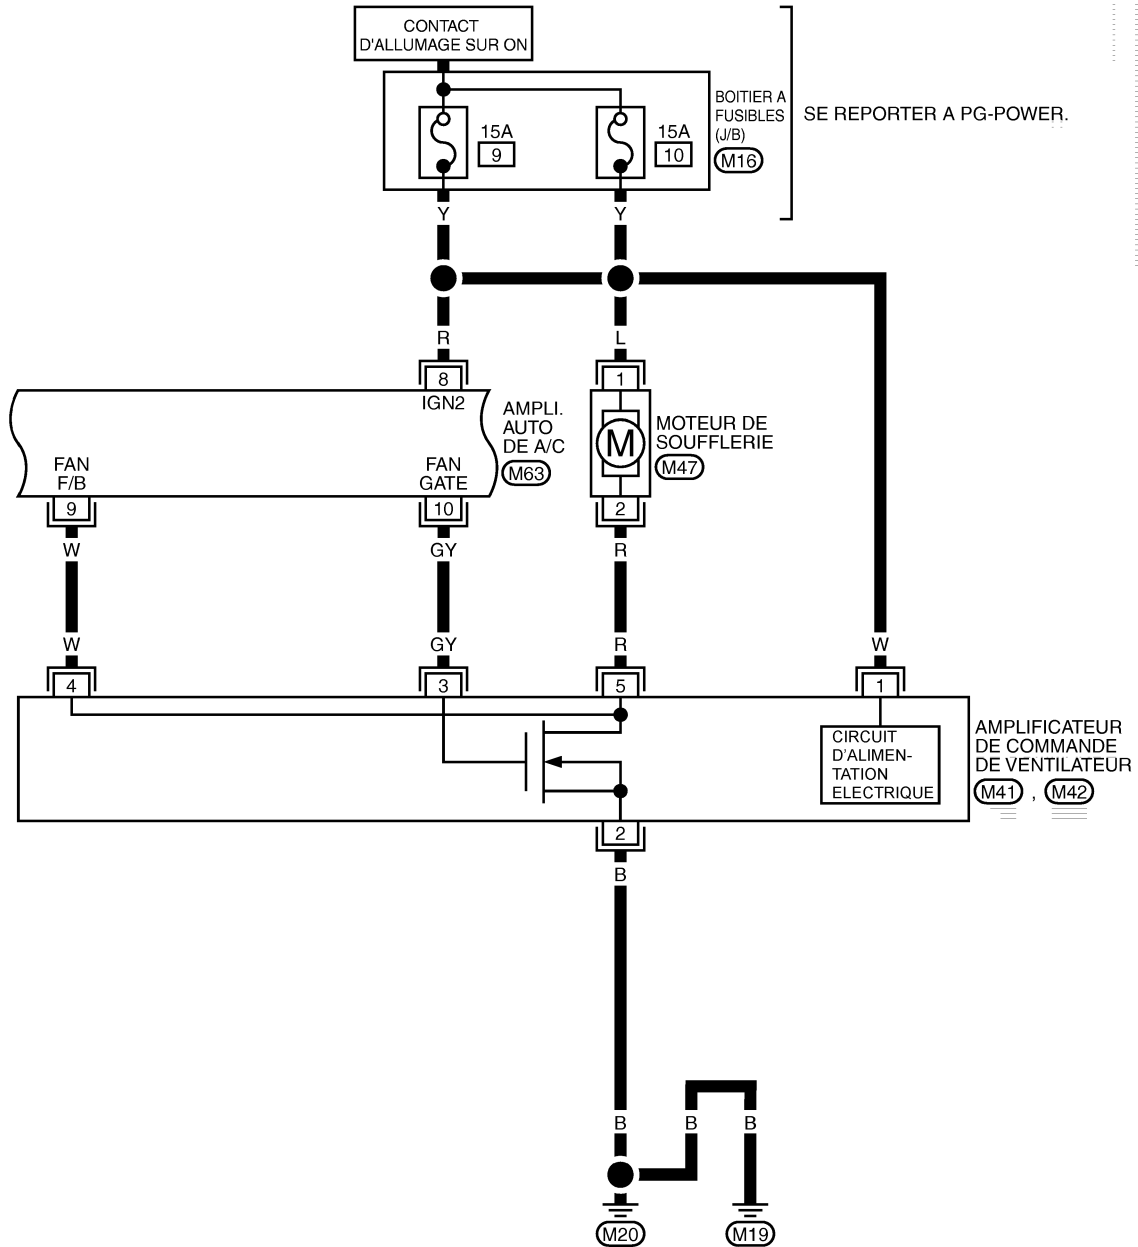 CONTACT
D'ALLUMAGE SUR ON
BOITIER A
FUSIBLES
(J/B)
M16
SE REPORTER A PG-POWER.
15A
9
15A
10
Y
Y
R
L
8
1
IGN2
AMPLI.
AUTO
DE A/C
M63
M
MOTEUR DE
SOUFFLERIE
M47
FAN
F/B
FAN
GATE
9
10
2
W
GY
R
W
GY
R
W
4
3
5
1
CIRCUIT
D'ALIMEN-
TATION
ELECTRIQUE
AMPLIFICATEUR
DE COMMANDE
DE VENTILATEUR
M41 , M42
2
B
B
B
B
M20
M19